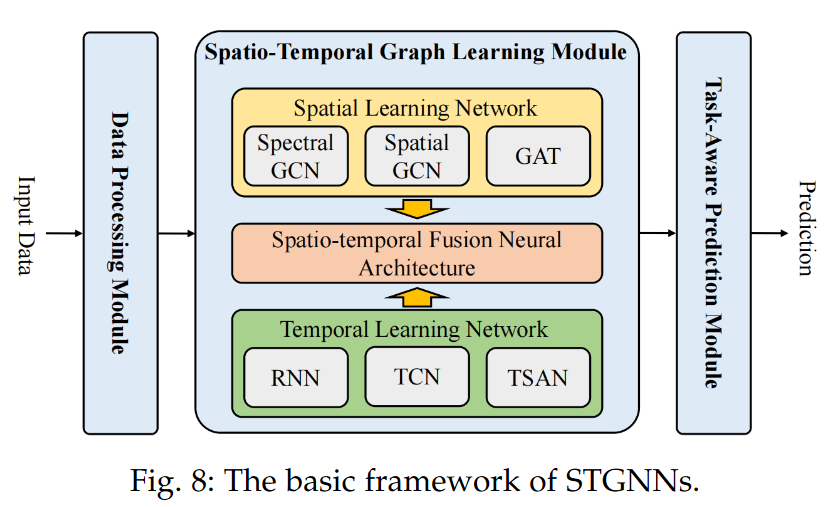 Input Data
Data Processing Module
Spatio-Temporal Graph Learning Module
Spatial Learning Network
Spectral
GCN
Spatial
GCN
GAT
Spatio-temporal Fusion Neural
Architecture
Temporal Learning Network
RNN
TCN
TSAN
Task-Aware Prediction Module
Prediction
Fig. 8: The basic framework of STGNNs.